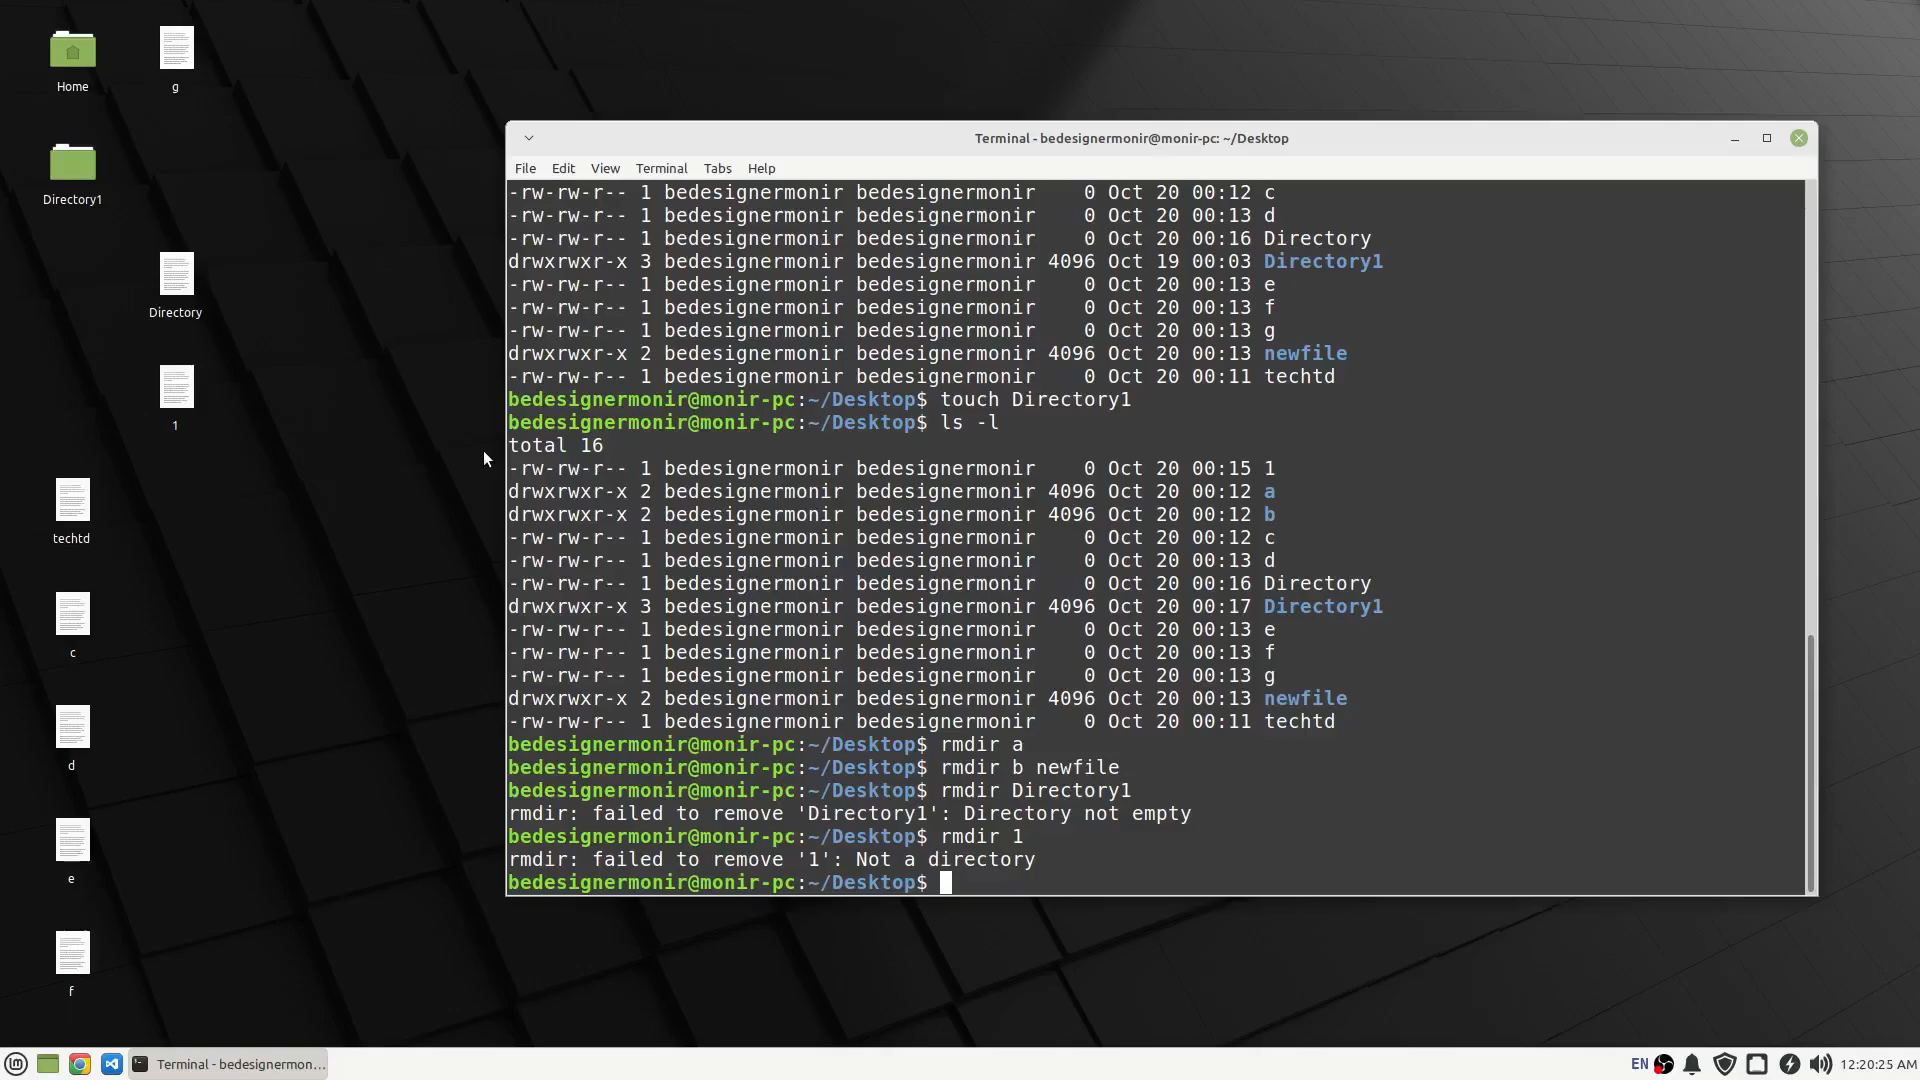 Home
g
Directory1
Directory
1
techtd
c
d
e
f
Terminal - bedesignermonir@monir-pc: ~/Desktop
File Edit View Terminal Tabs Help
-rw-rw-r-- 1 bedesignermonir bedesignermonir    0 Oct 20 00:12 c
-rw-rw-r-- 1 bedesignermonir bedesignermonir    0 Oct 20 00:13 d
-rw-rw-r-- 1 bedesignermonir bedesignermonir    0 Oct 20 00:16 Directory
drwxrwxr-x 3 bedesignermonir bedesignermonir 4096 Oct 19 00:03 Directory1
-rw-rw-r-- 1 bedesignermonir bedesignermonir    0 Oct 20 00:13 e
-rw-rw-r-- 1 bedesignermonir bedesignermonir    0 Oct 20 00:13 f
-rw-rw-r-- 1 bedesignermonir bedesignermonir    0 Oct 20 00:13 g
drwxrwxr-x 2 bedesignermonir bedesignermonir 4096 Oct 20 00:13 newfile
-rw-rw-r-- 1 bedesignermonir bedesignermonir    0 Oct 20 00:11 techtd
bedesignermonir@monir-pc:~/Desktop$ touch Directory1
bedesignermonir@monir-pc:~/Desktop$ ls -l
total 16
-rw-rw-r-- 1 bedesignermonir bedesignermonir    0 Oct 20 00:15 1
drwxrwxr-x 2 bedesignermonir bedesignermonir 4096 Oct 20 00:12 a
drwxrwxr-x 2 bedesignermonir bedesignermonir 4096 Oct 20 00:12 b
-rw-rw-r-- 1 bedesignermonir bedesignermonir    0 Oct 20 00:12 c
-rw-rw-r-- 1 bedesignermonir bedesignermonir    0 Oct 20 00:13 d
-rw-rw-r-- 1 bedesignermonir bedesignermonir    0 Oct 20 00:16 Directory
drwxrwxr-x 3 bedesignermonir bedesignermonir 4096 Oct 20 00:17 Directory1
-rw-rw-r-- 1 bedesignermonir bedesignermonir    0 Oct 20 00:13 e
-rw-rw-r-- 1 bedesignermonir bedesignermonir    0 Oct 20 00:13 f
-rw-rw-r-- 1 bedesignermonir bedesignermonir    0 Oct 20 00:13 g
drwxrwxr-x 2 bedesignermonir bedesignermonir 4096 Oct 20 00:13 newfile
-rw-rw-r-- 1 bedesignermonir bedesignermonir    0 Oct 20 00:11 techtd
bedesignermonir@monir-pc:~/Desktop$ rmdir a
bedesignermonir@monir-pc:~/Desktop$ rmdir b newfile
bedesignermonir@monir-pc:~/Desktop$ rmdir Directory1
rmdir: failed to remove 'Directory1': Directory not empty
bedesignermonir@monir-pc:~/Desktop$ rmdir 1
rmdir: failed to remove '1': Not a directory
bedesignermonir@monir-pc:~/Desktop$
Terminal - bedesignermon...
EN
12:20:25 AM